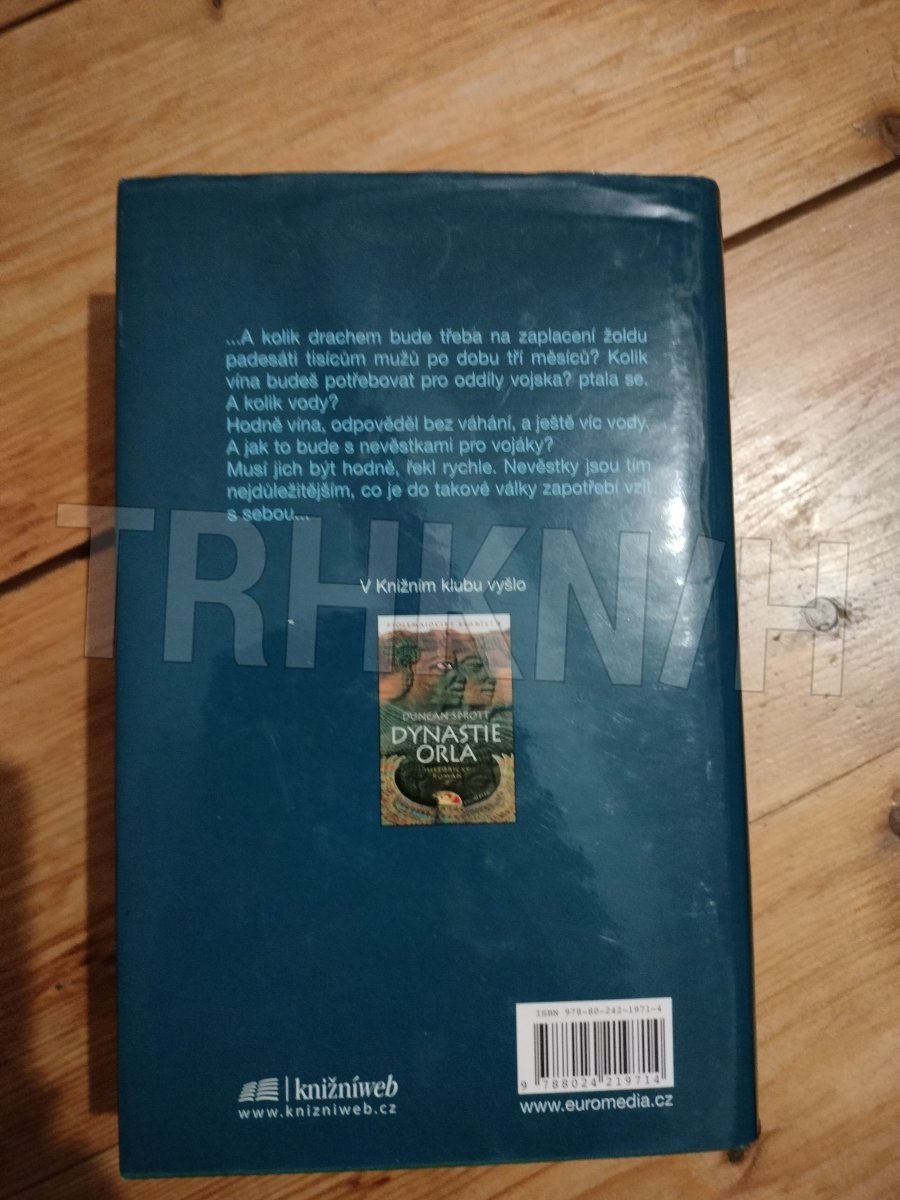 ...A kolik drachem bude třeba na zaplacení žoldu
padesáti tisícům mužů po dobu tří měsíců? Kolik
vína budeš potřebovat pro oddíly vojska? ptala se.
A kolik vody?
Hodně vína, odpověděl bez váhání, a ještě víc vody.
A jak to bude s nevěstkami pro vojáky?
Musí jich být hodně, řekl rychle. Nevěstky jsou tím
nejdůležitějším, co je do takové války zapotřebí vzít
s sebou...
TRHKNIH
V Knižním klubu vyšlo
PTOLEMAIOVSKÝ KVARTET
DUNCAN SPROTT
DYNASTIE
ORLA
HISTORICKÝ
ROMÁN
ISBN 978-80-242-1971-4
9 788024 219714
knižníweb
www.knizniweb.cz
www.euromedia.cz